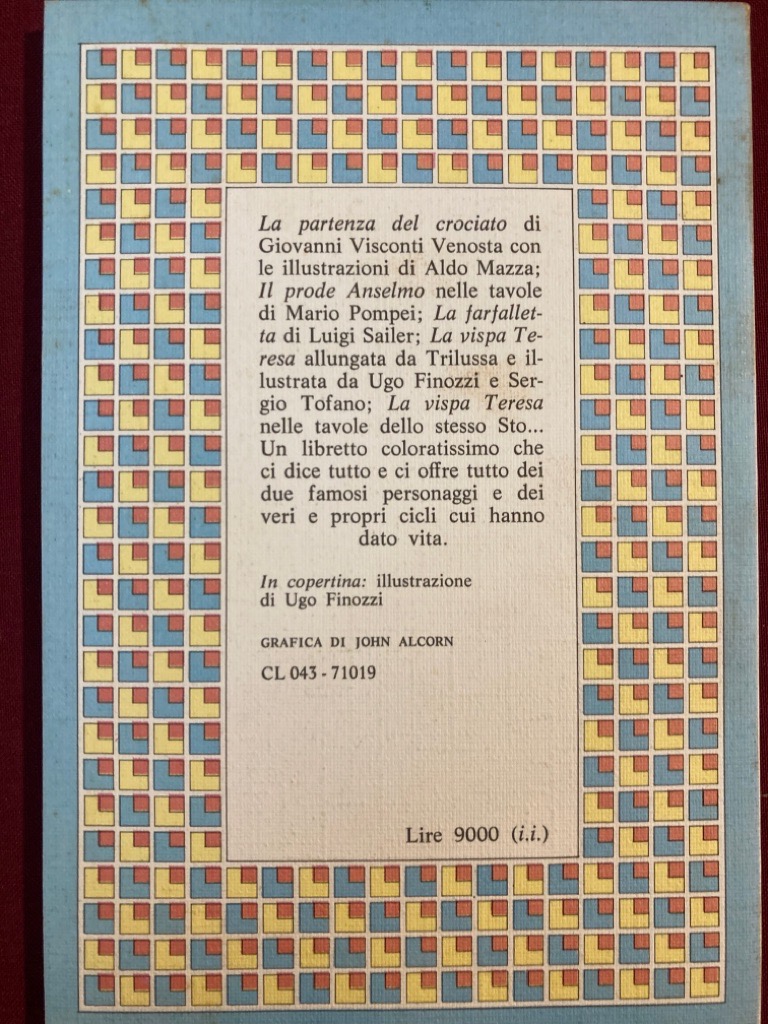 La partenza del crociato di
Giovanni Visconti Venosta con
le illustrazioni di Aldo Mazza;
Il prode Anselmo nelle tavole
di Mario Pompei; La farfallet-
ta di Luigi Sailer; La vispa Te-
resa allungata da Trilussa e il-
lustrata da Ugo Finozzi e Ser-
gio Tofano; La vispa Teresa
nelle tavole dello stesso Sto...
Un libretto coloratissimo che
ci dice tutto e ci offre tutto dei
due famosi personaggi e dei
veri e propri cicli cui hanno
dato vita.
In copertina: illustrazione
di Ugo Finozzi
GRAFICA DI JOHN ALCORN
CL 043 - 71019
Lire 9000 (i.i.)